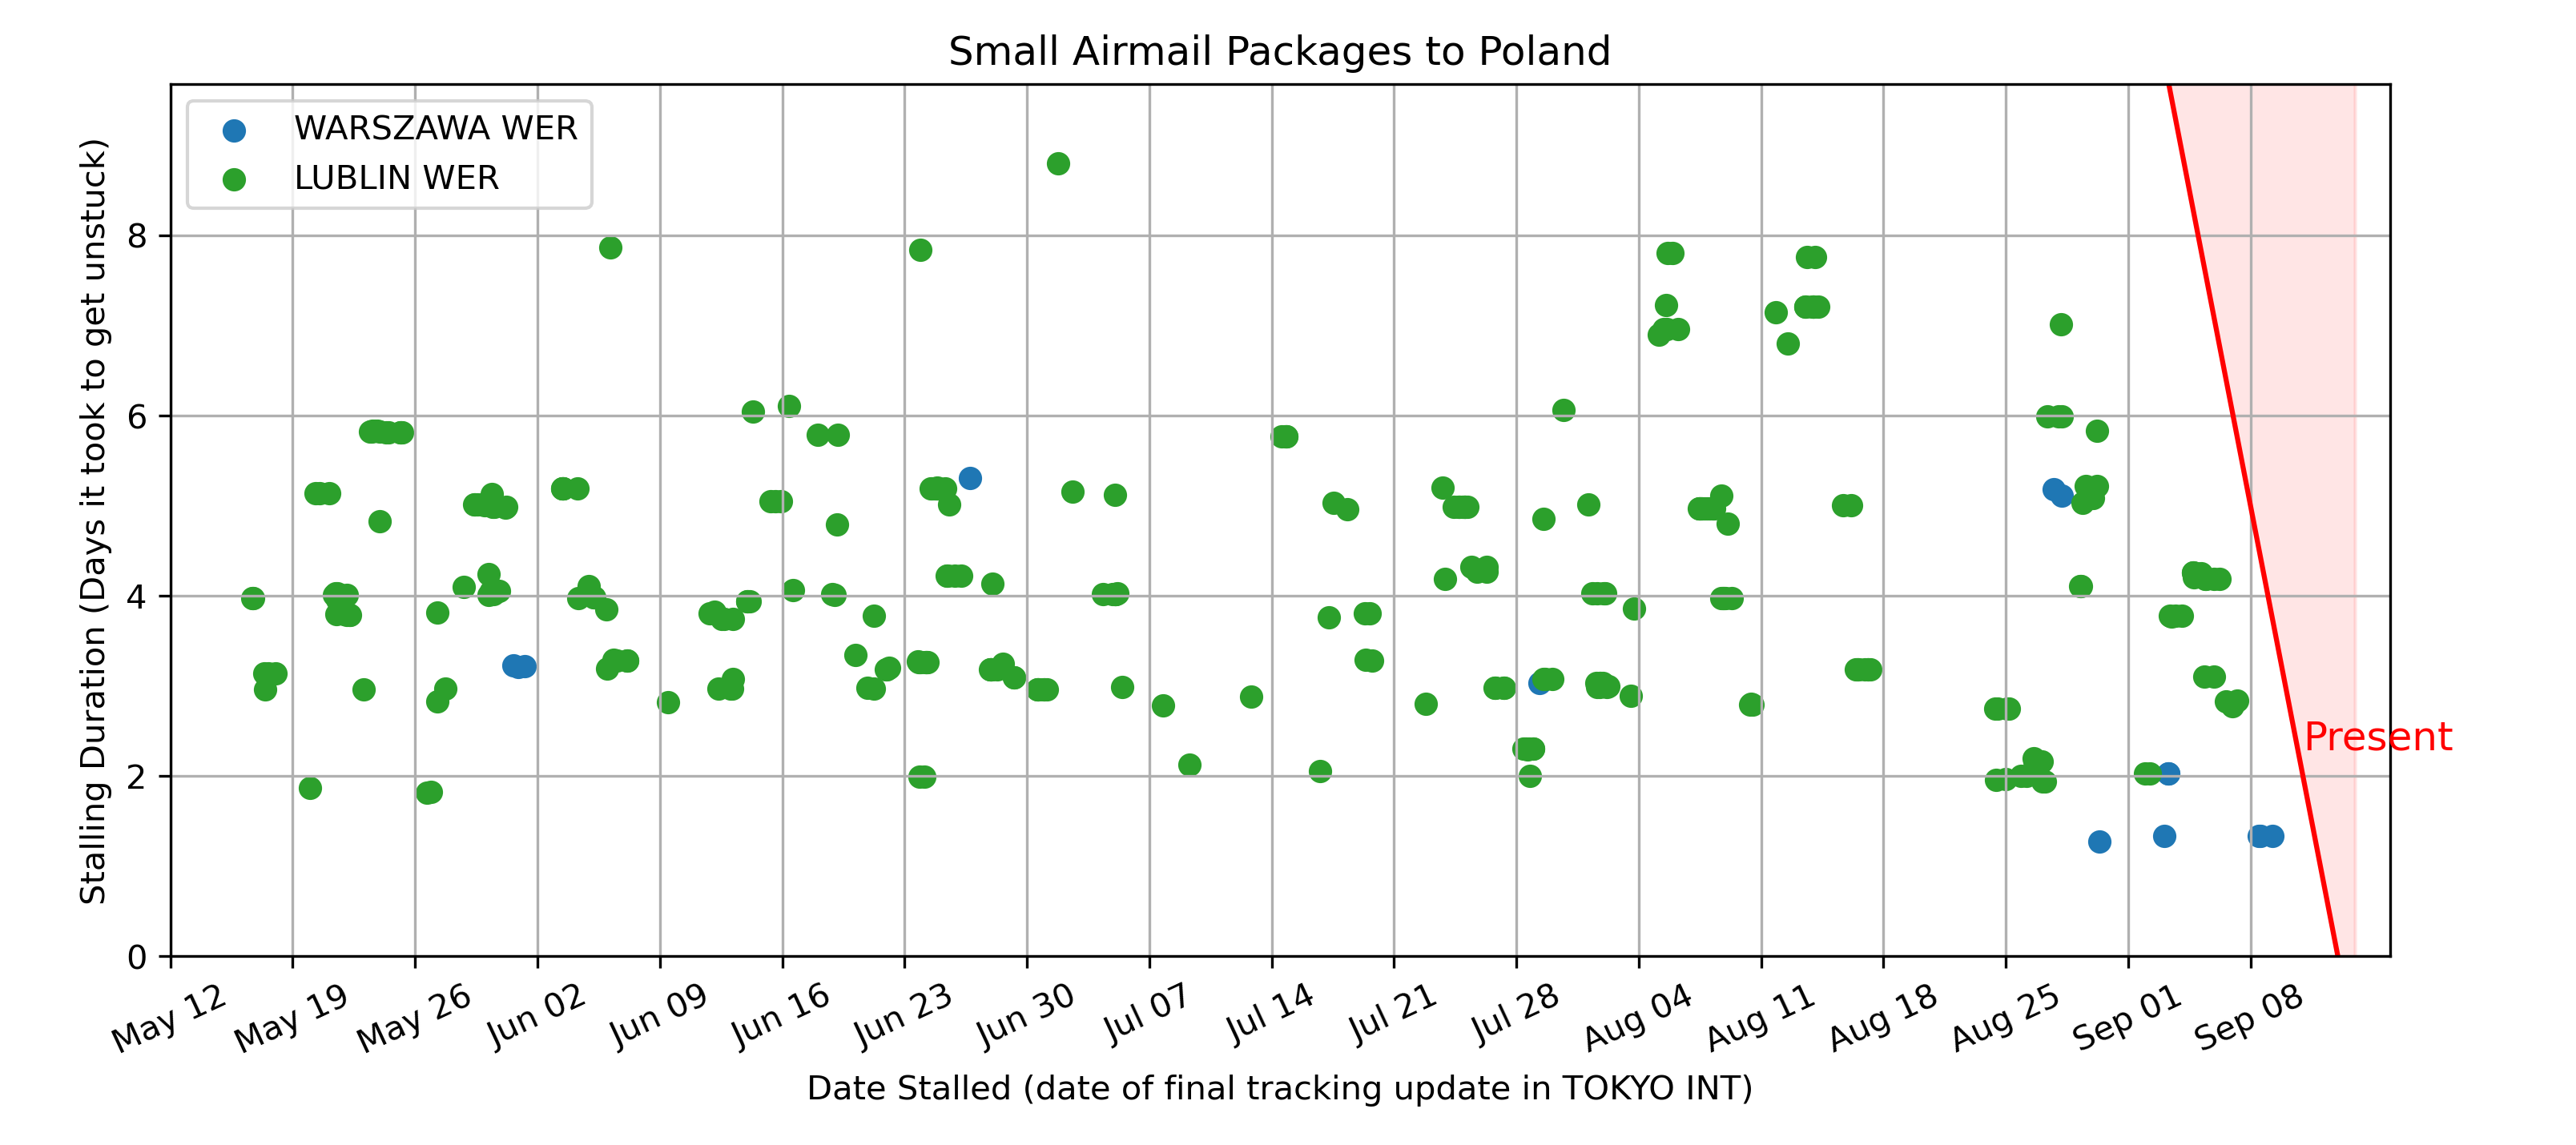 Small Airmail Packages to Poland
WARSZAWA WER
LUBLIN WER
Stalling Duration (Days it took to get unstuck)
8
6
4
2
0
Present
May 12
May 19
May 26
Jun 02
Jun 09
Jun 16
Jun 23
Jun 30
Jul 07
Jul 14
Jul 21
Jul 28
Aug 04
Aug 11
Aug 18
Aug 25
Sep 01
Sep 08
Date Stalled (date of final tracking update in TOKYO INT)